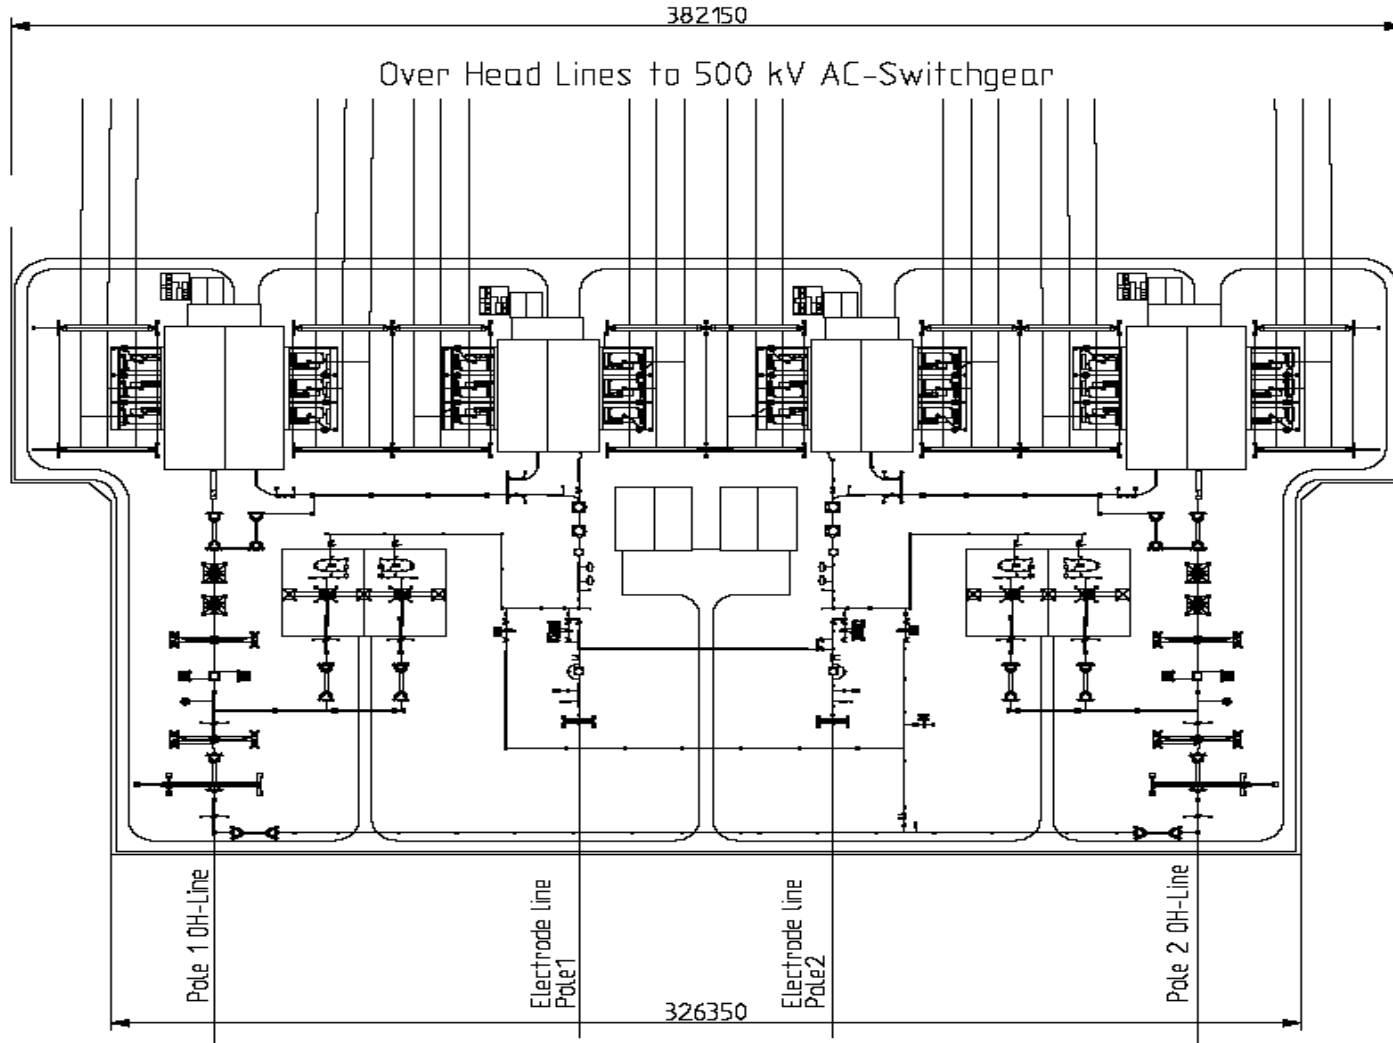 382150
Over Head Lines to 500 kV AC-Switchgear
Pole 1 OH-Line
Electrode line
Pole1
Electrode line
Pole2
Pole 2 OH-Line
326350